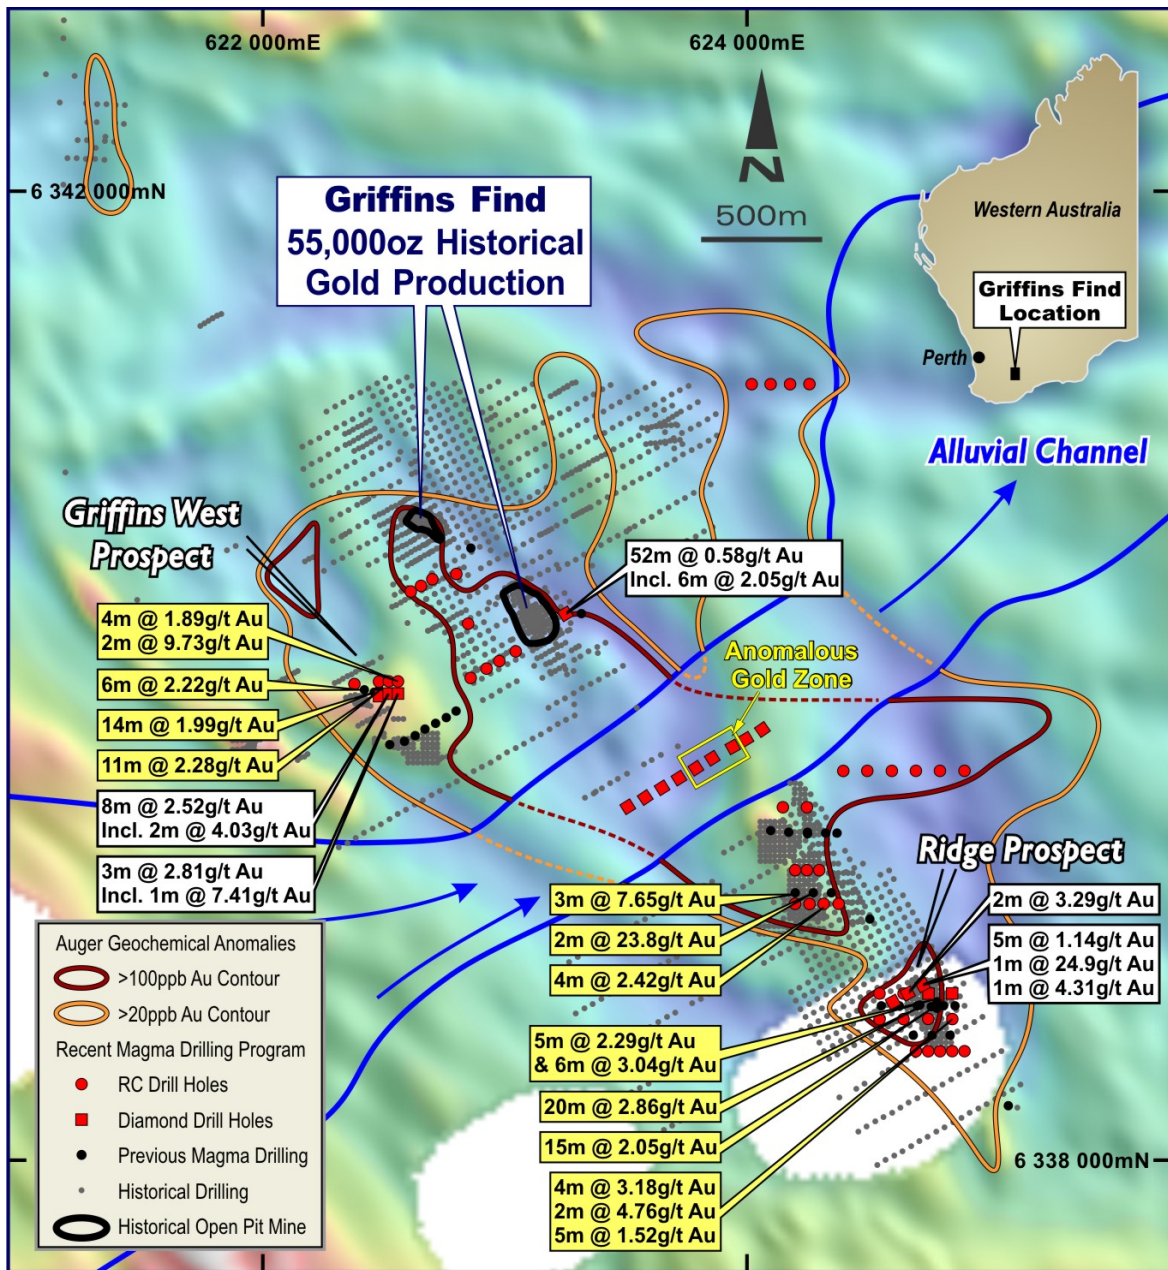 622 000mE
624 000mE
6 342 000mN
N
500m
Western Australia
Griffins Find
Location
Perth
Griffins Find
55,000oz Historical
Gold Production
Alluvial Channel
Griffins West
Prospect
52m @ 0.58g/t Au
Incl. 6m @ 2.05g/t Au
4m @ 1.89g/t Au
2m @ 9.73g/t Au
6m @ 2.22g/t Au
14m @ 1.99g/t Au
11m @ 2.28g/t Au
8m @ 2.52g/t Au
Incl. 2m @ 4.03g/t Au
3m @ 2.81g/t Au
Incl. 1m @ 7.41g/t Au
Anomalous
Gold Zone
Ridge Prospect
3m @ 7.65g/t Au
2m @ 23.8g/t Au
4m @ 2.42g/t Au
2m @ 3.29g/t Au
5m @ 1.14g/t Au
1m @ 24.9g/t Au
1m @ 4.31g/t Au
5m @ 2.29g/t Au
& 6m @ 3.04g/t Au
20m @ 2.86g/t Au
15m @ 2.05g/t Au
4m @ 3.18g/t Au
2m @ 4.76g/t Au
5m @ 1.52g/t Au
6 338 000mN
Auger Geochemical Anomalies
>100ppb Au Contour
>20ppb Au Contour
Recent Magma Drilling Program
RC Drill Holes
Diamond Drill Holes
Previous Magma Drilling
Historical Drilling
Historical Open Pit Mine